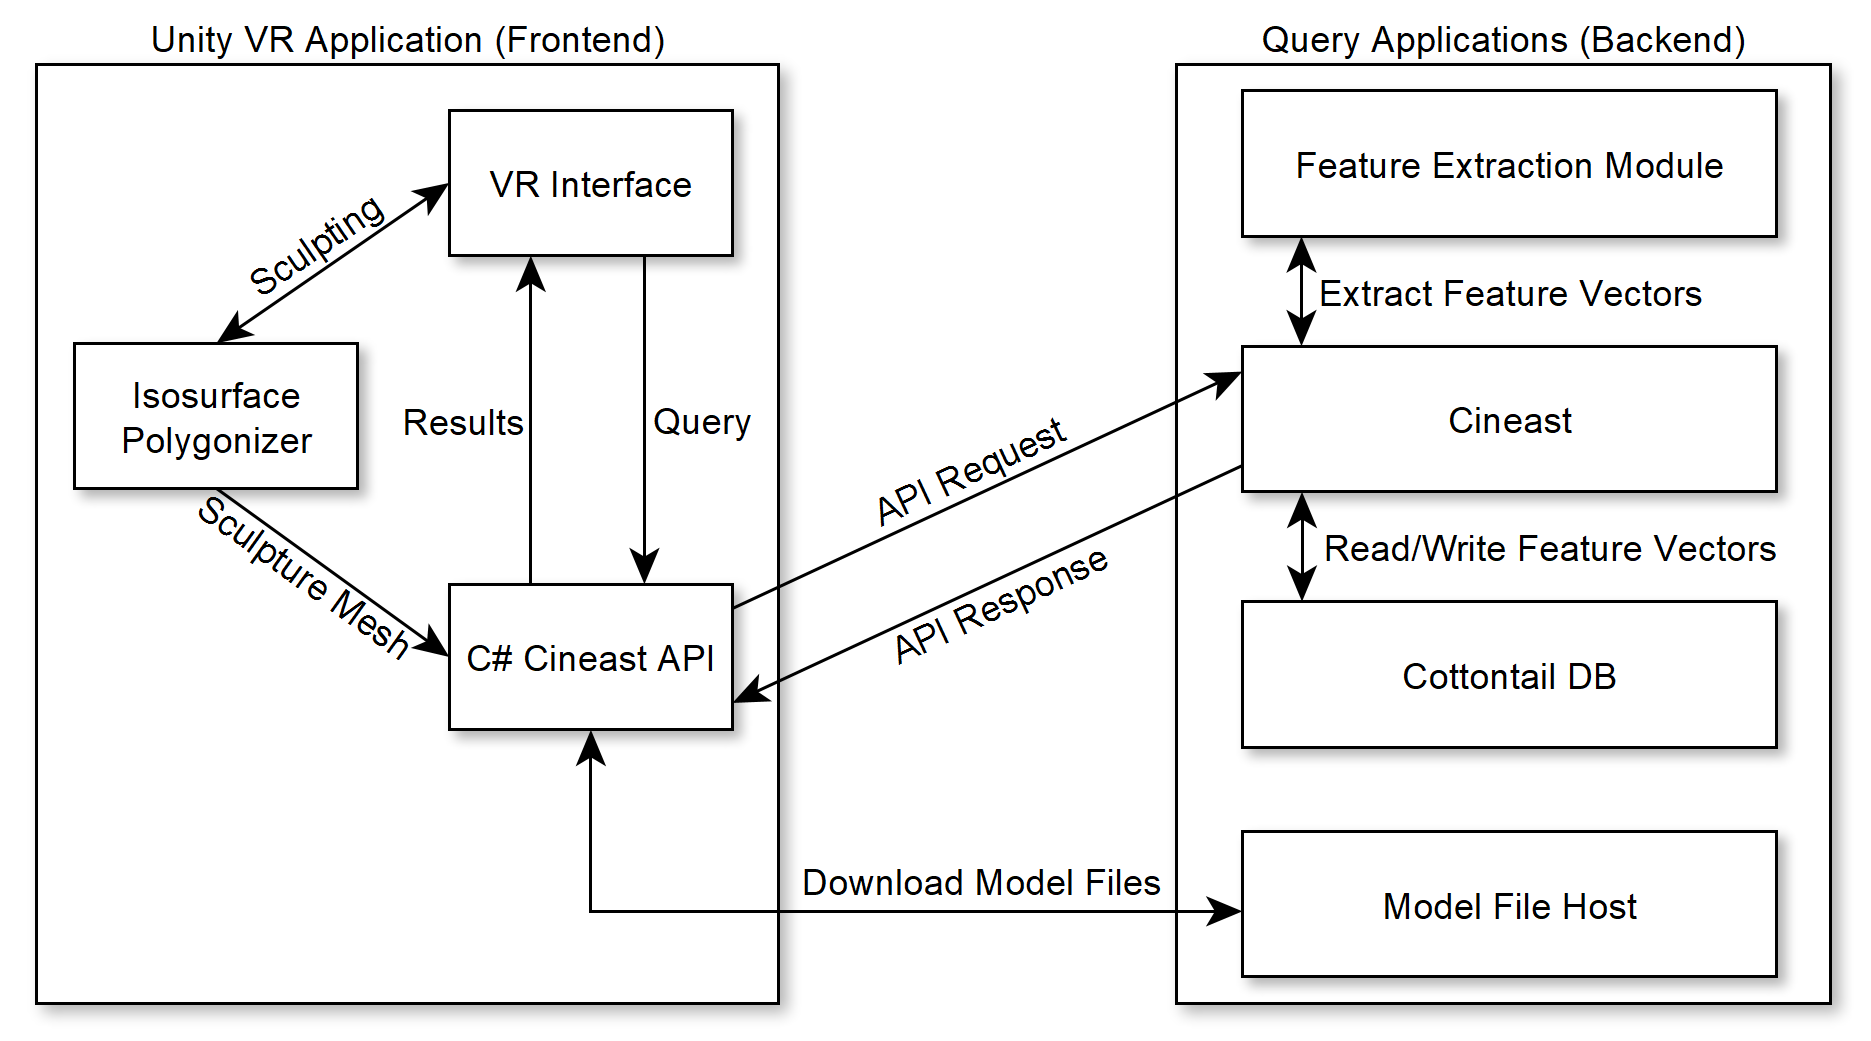 Unity VR Application (Frontend)
Query Applications (Backend)
VR Interface
Feature Extraction Module
Sculpting
Extract Feature Vectors
Isosurface
Polygonizer
Results
Query
API Request
Cineast
Sculpture Mesh
API Response
Read/Write Feature Vectors
C# Cineast API
Cottontail DB
Download Model Files
Model File Host